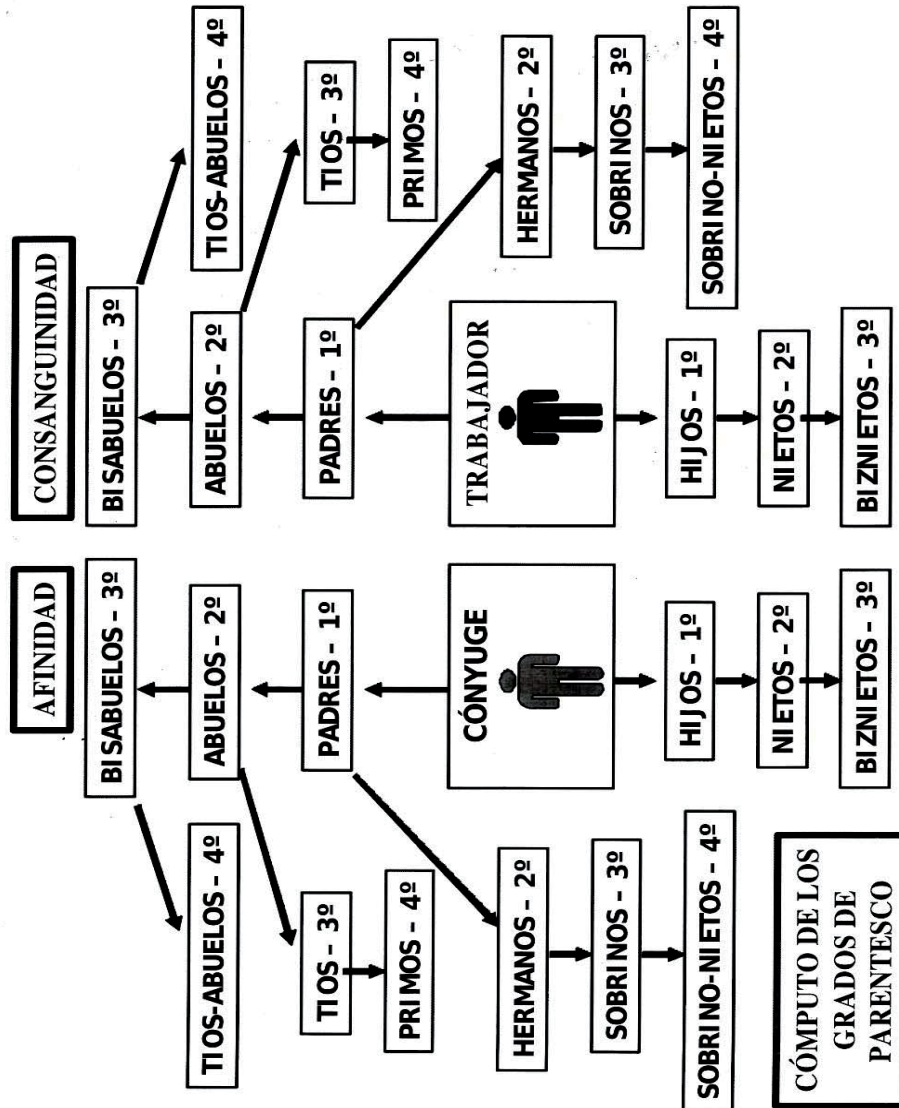 AFINIDAD
CONSANGUINIDAD
BISABUELOS – 3º
BISABUELOS – 3º
TIOS-ABUELOS – 4º
ABUELOS – 2º
ABUELOS – 2º
TIOS-ABUELOS – 4º
TIOS – 3º
PADRES – 1º
PADRES – 1º
TIOS – 3º
PRIMOS – 4º
PRIMOS – 4º
CÓNYUGE
TRABAJADOR
HERMANOS – 2º
HERMANOS – 2º
SOBRINOS – 3º
HIJOS – 1º
HIJOS – 1º
SOBRINOS – 3º
SOBRINO-NIETOS – 4º
NIETOS – 2º
NIETOS – 2º
SOBRINO-NIETOS – 4º
BIZNIETOS – 3º
BIZNIETOS – 3º
CÓMPUTO DE LOS
GRADOS DE
PARENTESCO